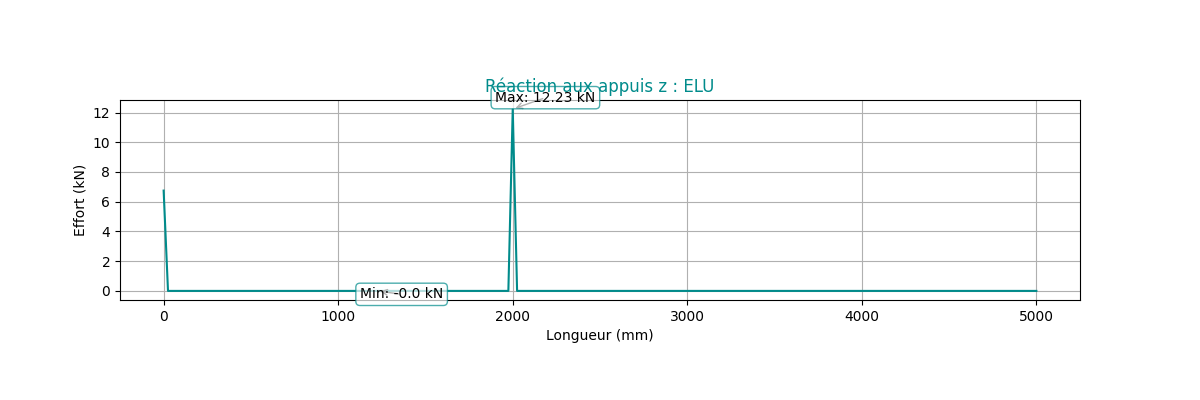 Réaction aux appuis z : ELU
Max: 12.23 kN
12
10
8
6
4
2
0
Effort (kN)
Min: -0.0 kN
0 1000 2000 3000 4000 5000
Longueur (mm)